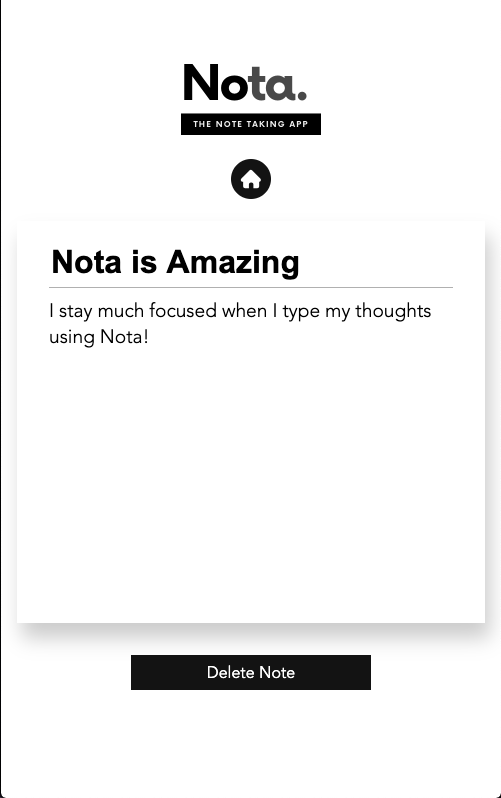 Nota.
THE NOTE TAKING APP
Nota is Amazing
I stay much focused when I type my thoughts
using Nota!
Delete Note